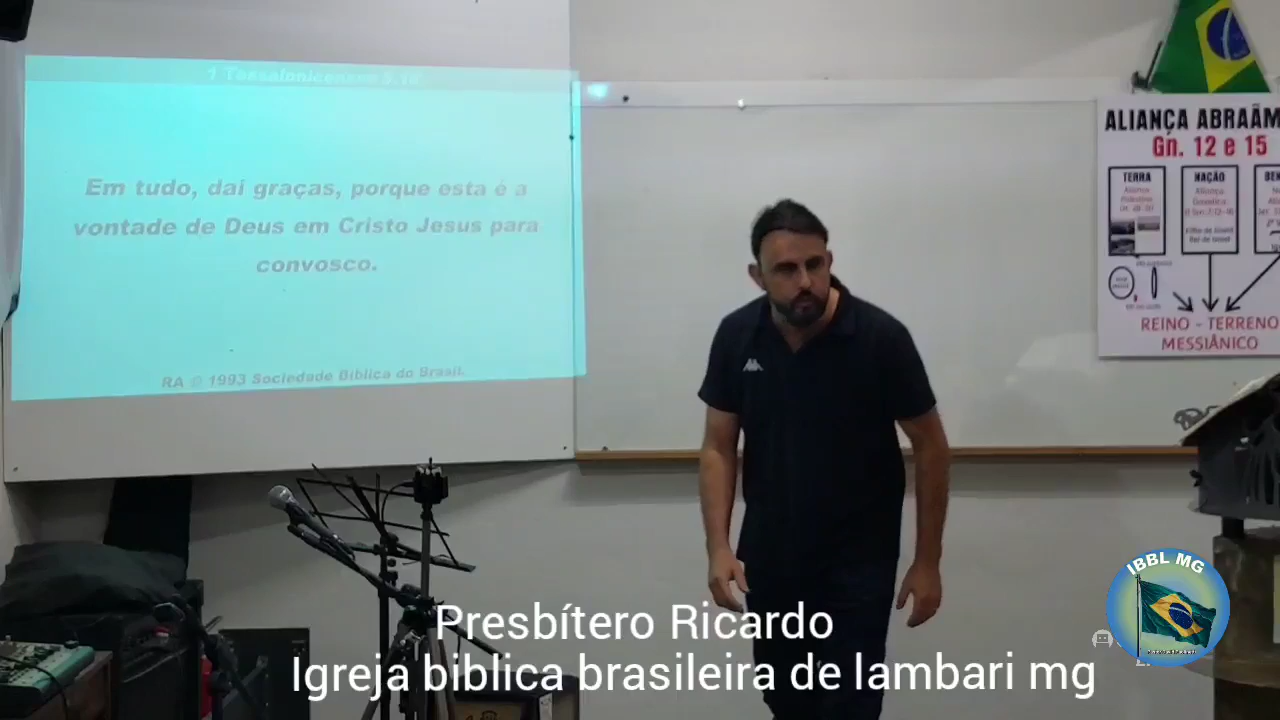 1 Tessalonicenses 5.18
Em tudo, dai graças, porque esta é a
vontade de Deus em Cristo Jesus para
convosco.
RA © 1993 Sociedade Bíblica do Brasil.
ALIANÇA ABRAÂM
Gn. 12 e 15
TERRA
NAÇÃO
REINO - TERRENO
MESSIÂNICO
IBBL MG
Presbítero Ricardo
Igreja biblica brasileira de lambari mg